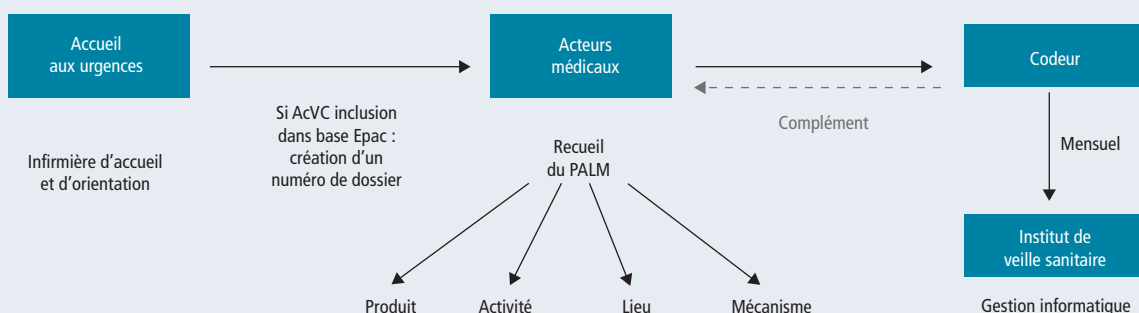 Accueil
aux urgences
Acteurs
médicaux
Codeur
Si AcVC inclusion
dans base Epac :
création d'un
numéro de dossier
Complément
Infirmière d'accueil
et d'orientation
Recueil
du PALM
Mensuel
Institut de
veille sanitaire
Produit
Activité
Lieu
Mécanisme
Gestion informatique